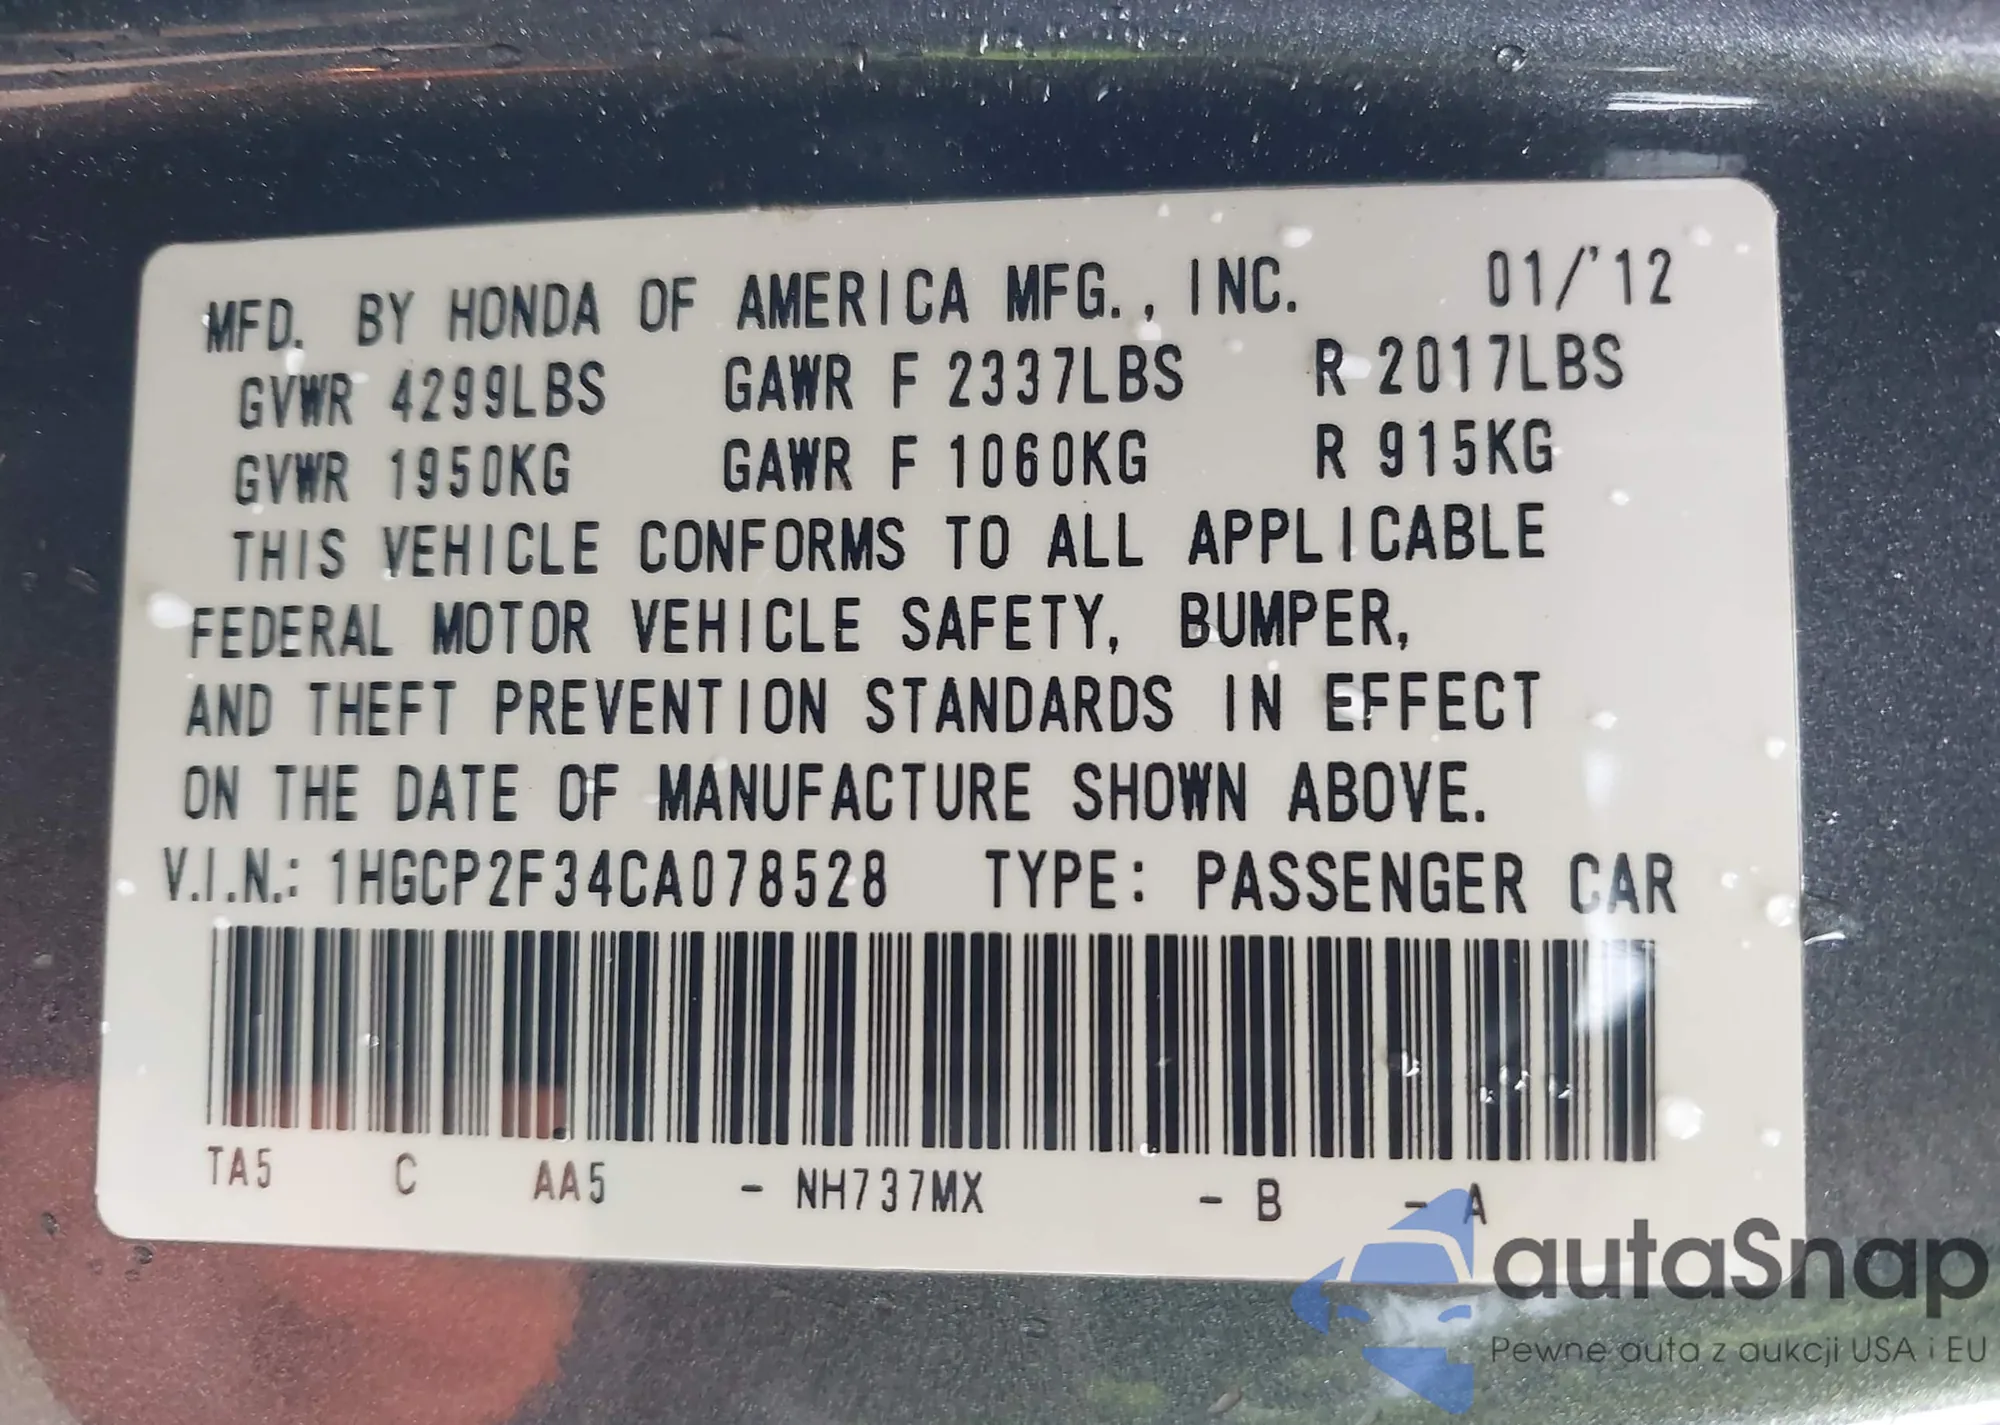 MFD. BY HONDA OF AMERICA MFG., INC. 01/'12
GVWR 4299LBS GAWR F 2337LBS R 2017LBS
GVWR 1950KG GAWR F 1060KG R 915KG
THIS VEHICLE CONFORMS TO ALL APPLICABLE
FEDERAL MOTOR VEHICLE SAFETY, BUMPER,
AND THEFT PREVENTION STANDARDS IN EFFECT
ON THE DATE OF MANUFACTURE SHOWN ABOVE.
V.I.N.: 1HGCP2F34CA078528 TYPE: PASSENGER CAR
TA5 C AA5 - NH737MX - B - A
autaSnap
Pewne auta z aukcji USA i EU